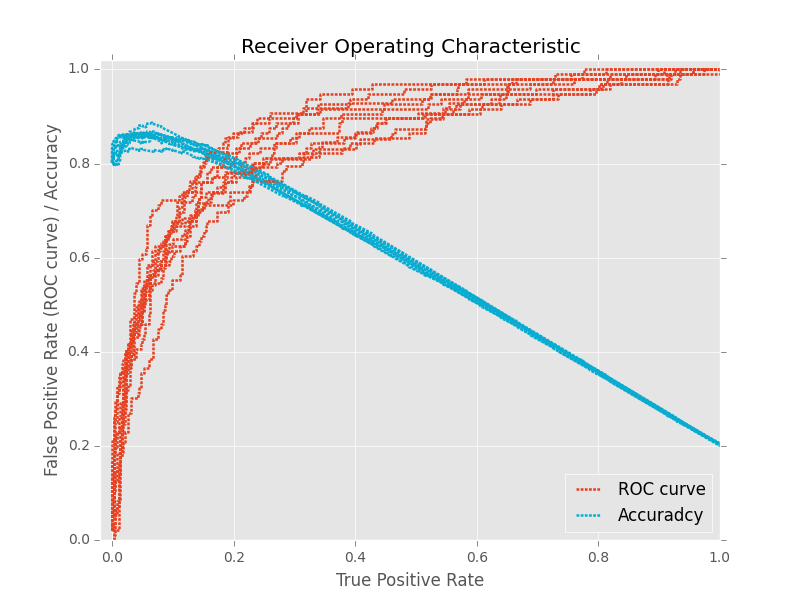 Receiver Operating Characteristic
False Positive Rate (ROC curve) / Accuracy
1.0
0.8
0.6
0.4
0.2
0.0
ROC curve
Accuradcy
0.0 0.2 0.4 0.6 0.8 1.0
True Positive Rate